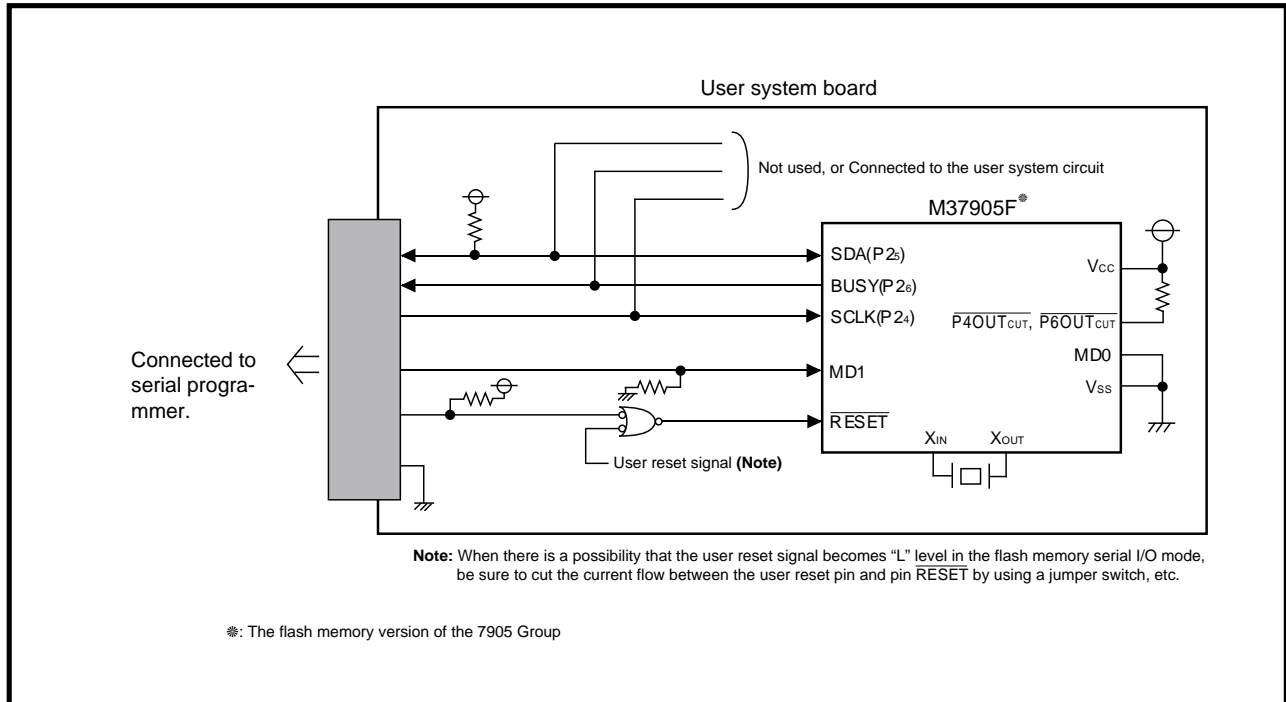 User system board
Not used, or Connected to the user system circuit
M37905F※
SDA(P25)
BUSY(P26)
SCLK(P24)
MD1
RESET
VCC
P4OUTCUT, P6OUTCUT
MD0
VSS
XIN
XOUT
Connected to
serial progra-
mmer.
User reset signal (Note)
Note: When there is a possibility that the user reset signal becomes “L” level in the flash memory serial I/O mode,
be sure to cut the current flow between the user reset pin and pin RESET by using a jumper switch, etc.
※: The flash memory version of the 7905 Group